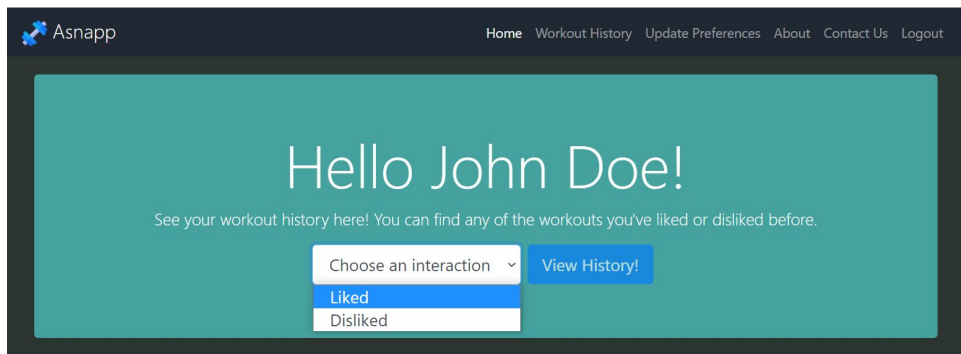 Asnapp Home Workout History Update Preferences About Contact Us Logout
Hello John Doe!
See your workout history here! You can find any of the workouts you've liked or disliked before.
Choose an interaction View History!
Liked
Disliked